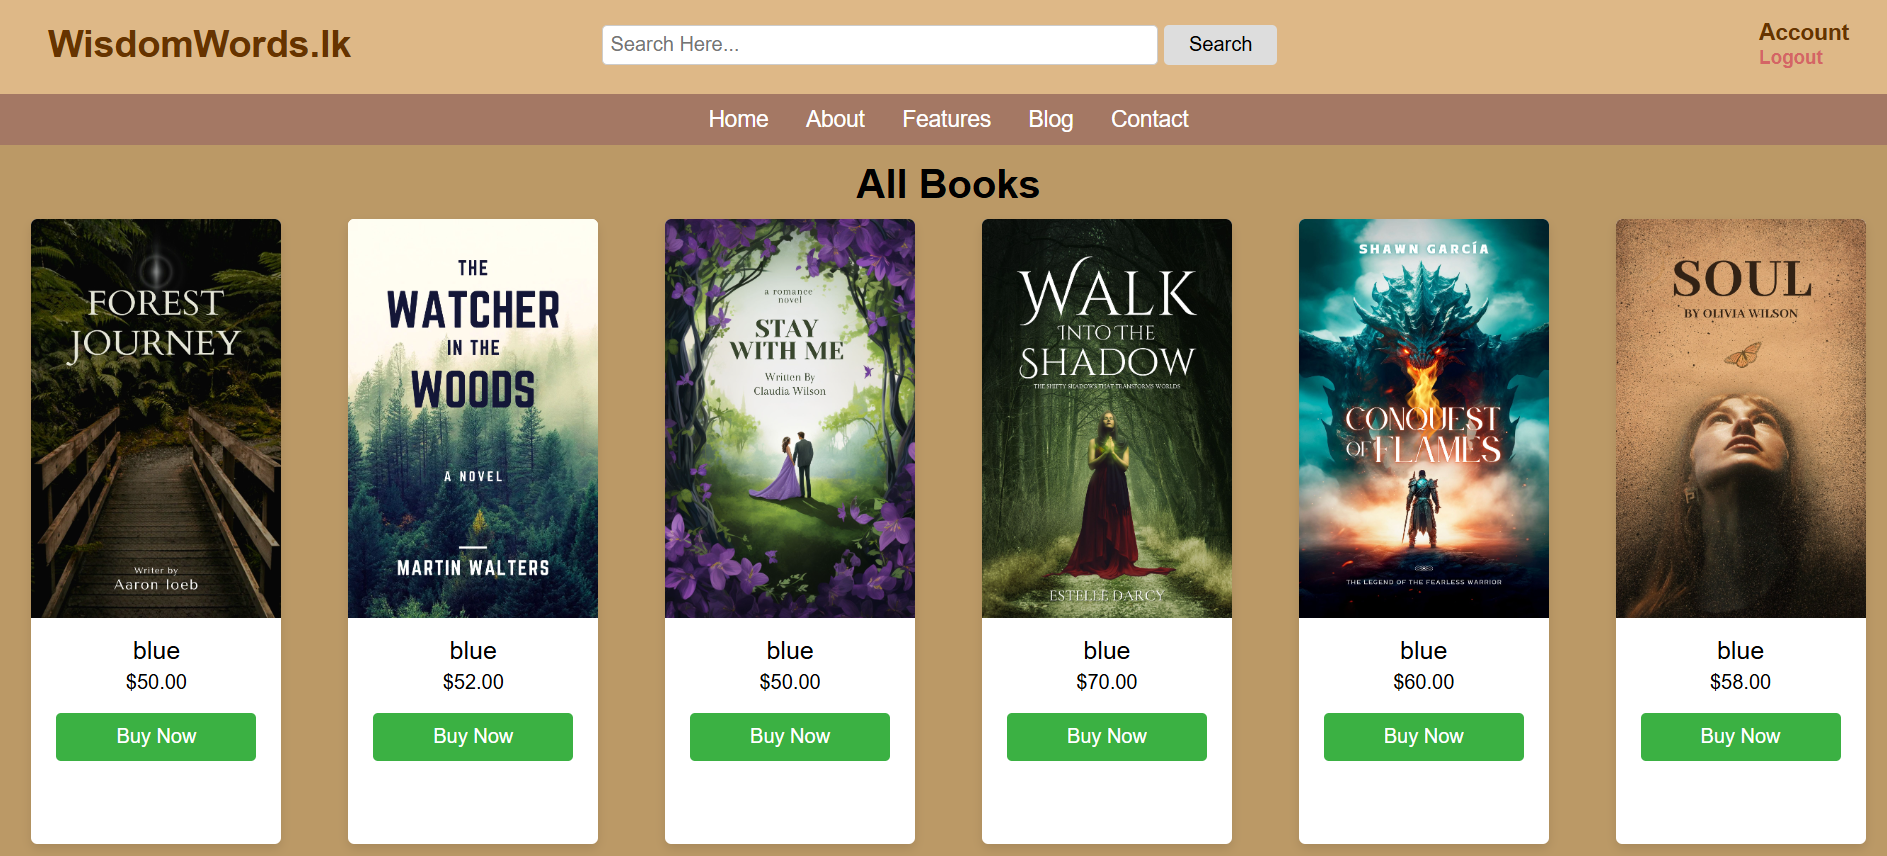 WisdomWords.lk
Search Here...
Search
Account
Logout
Home About Features Blog Contact
All Books
FOREST
JOURNEY
Writer by
Aaron loeb
blue
$50.00
Buy Now
THE
WATCHER
IN THE
WOODS
A NOVEL
MARTIN WALTERS
blue
$52.00
Buy Now
a romance
novel
STAY
WITH ME
Written By
Claudia Wilson
blue
$50.00
Buy Now
WALK
INTO THE
SHADOW
THE SHIFTY SHADOWS THAT TRANSFORMS WORLDS
ESTELLE DARCY
blue
$70.00
Buy Now
SHAWN GARCÍA
CONQUEST
OF FLAMES
THE LEGEND OF THE FEARLESS WARRIOR
blue
$60.00
Buy Now
SOUL
BY OLIVIA WILSON
blue
$58.00
Buy Now